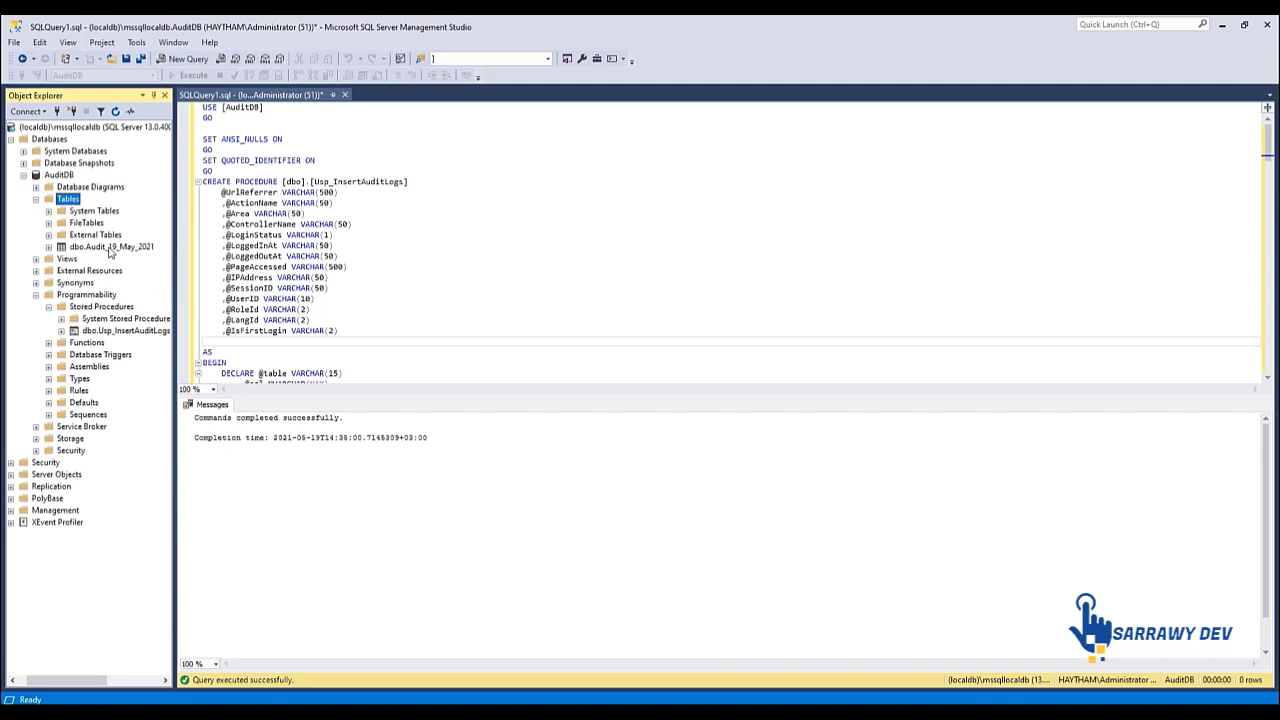 SQLQuery1.sql - (localdb)\mssqllocaldb.AuditDB (HAYTHAM\Administrator (51))* - Microsoft SQL Server Management Studio
Quick Launch (Ctrl+Q)
File Edit View Project Tools Window Help
New Query
]
AuditDB
Execute
Object Explorer
Connect
(localdb)\mssqllocaldb (SQL Server 13.0.400
Databases
System Databases
Database Snapshots
AuditDB
Database Diagrams
Tables
System Tables
FileTables
External Tables
dbo.Audit_19_May_2021
Views
External Resources
Synonyms
Programmability
Stored Procedures
System Stored Procedure
dbo.Usp_InsertAuditLogs
Functions
Database Triggers
Assemblies
Types
Rules
Defaults
Sequences
Service Broker
Storage
Security
Security
Server Objects
Replication
PolyBase
Management
XEvent Profiler
SQLQuery1.sql - (lo...Administrator (51))*
USE [AuditDB]
GO
SET ANSI_NULLS ON
GO
SET QUOTED_IDENTIFIER ON
GO
CREATE PROCEDURE [dbo].[Usp_InsertAuditLogs]
@UrlReferrer VARCHAR(500)
,@ActionName VARCHAR(50)
,@Area VARCHAR(50)
,@ControllerName VARCHAR(50)
,@LoginStatus VARCHAR(1)
,@LoggedInAt VARCHAR(50)
,@LoggedOutAt VARCHAR(50)
,@PageAccessed VARCHAR(500)
,@IPAddress VARCHAR(50)
,@SessionID VARCHAR(50)
,@UserID VARCHAR(10)
,@RoleId VARCHAR(2)
,@LangId VARCHAR(2)
,@IsFirstLogin VARCHAR(2)
AS
BEGIN
DECLARE @table VARCHAR(15)
100 %
Messages
Commands completed successfully.
Completion time: 2021-05-19T14:35:00.7145309+03:00
SARRAWY DEV
100 %
Query executed successfully.
(localdb)\mssqllocaldb (13.... HAYTHAM\Administrator ... AuditDB 00:00:00 0 rows
Ready